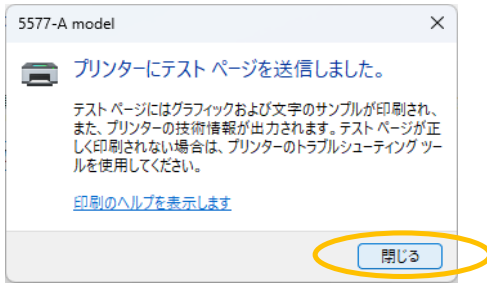 5577-A model
プリンターにテスト ページを送信しました。
テスト ページにはグラフィックおよび文字のサンプルが印刷され、
また、プリンターの技術情報が出力されます。テスト ページが正
しく印刷されない場合は、プリンターのトラブルシューティング ツー
ルを使用してください。
印刷のヘルプを表示します
閉じる